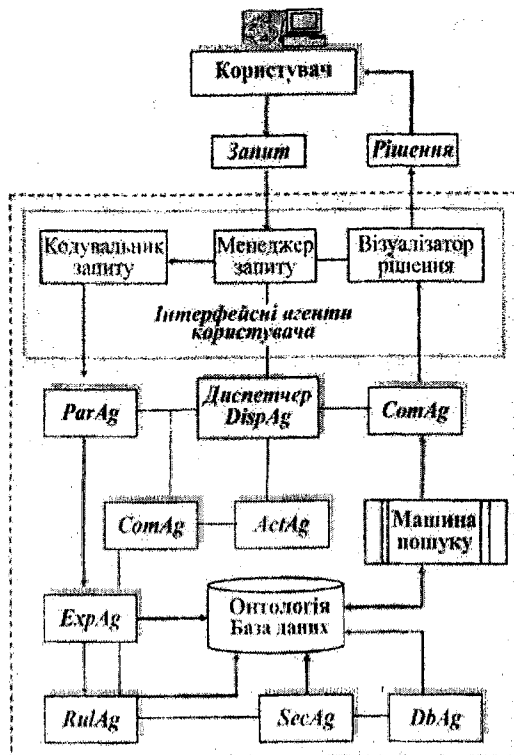 Користувач
Запит
Рішення
Кодувальник
запиту
Менеджер
запиту
Візуалізатор
рішення
Інтерфейсні агенти
користувача
ParAg
Диспетчер
DispAg
ComAg
ComAg
ActAg
Машина
пошуку
ExpAg
Онтологія
База даних
RulAg
SecAg
DbAg